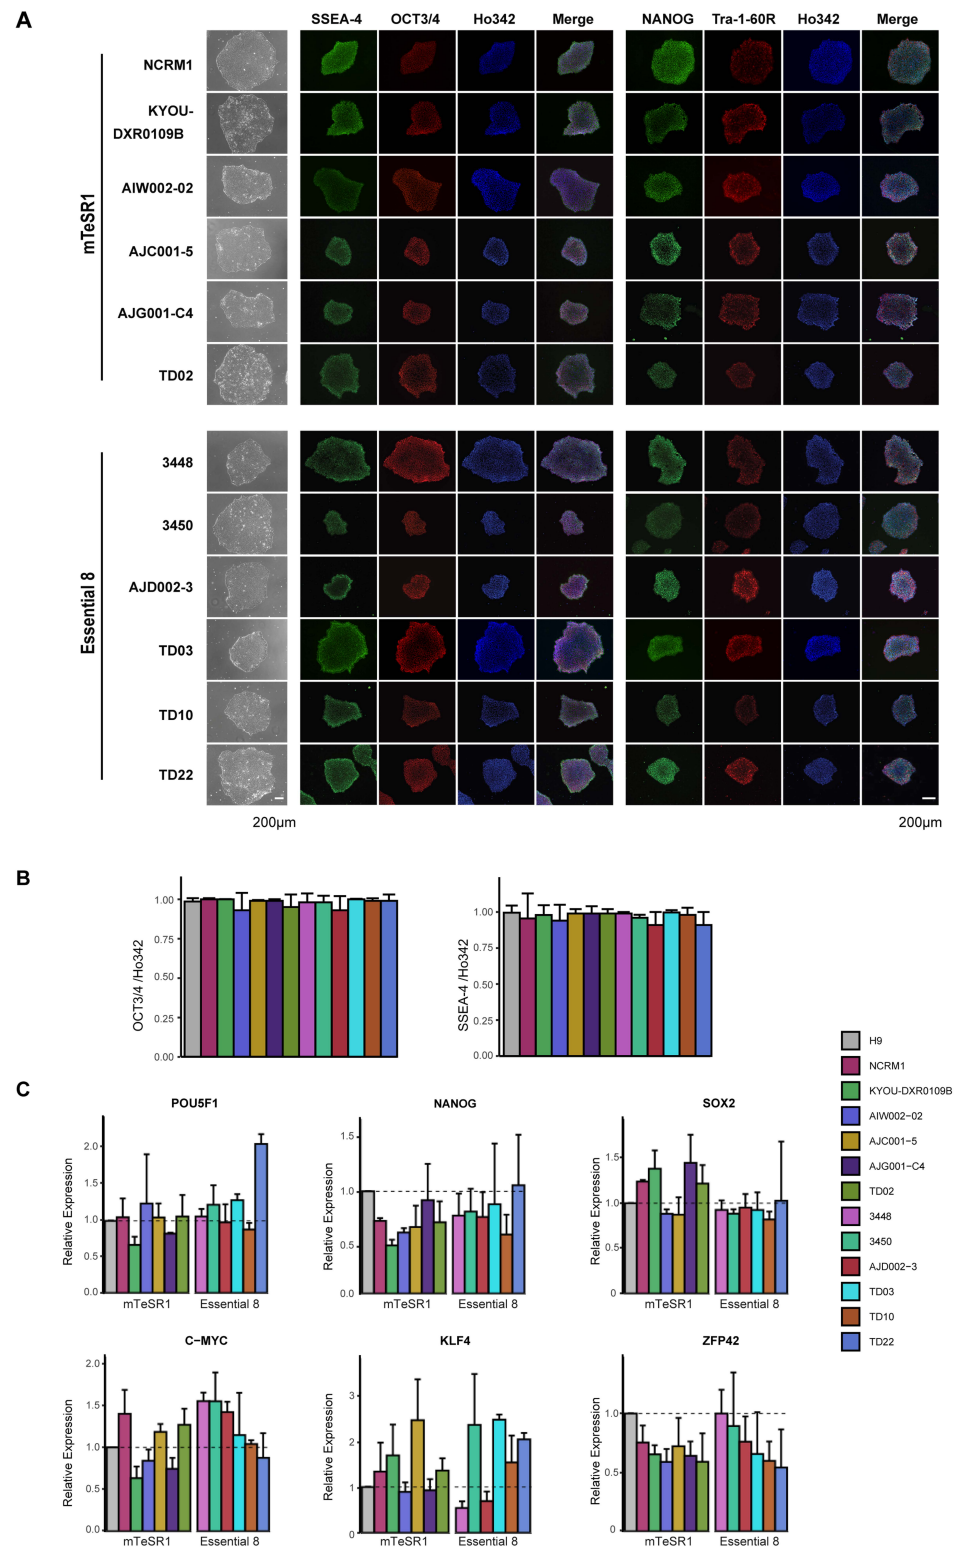 A
SSEA-4 OCT3/4 Ho342 Merge NANOG Tra-1-60R Ho342 Merge
mTeSR1
NCRM1
KYOU-
DXR0109B
AIW002-02
AJC001-5
AJG001-C4
TD02
Essential 8
3448
3450
AJD002-3
TD03
TD10
TD22
200µm 200µm
B
OCT3/4 /Ho342
1.00
0.75
0.50
0.25
0.00
SSEA-4 /Ho342
1.00
0.75
0.50
0.25
0.00
C
POU5F1
Relative Expression
2.0
1.5
1.0
0.5
0.0
mTeSR1 Essential 8
NANOG
Relative Expression
1.5
1.0
0.5
0.0
mTeSR1 Essential 8
SOX2
Relative Expression
1.5
1.0
0.5
0
mTeSR1 Essential 8
C−MYC
Relative Expression
2.0
1.5
1.0
0.5
0.0
mTeSR1 Essential 8
KLF4
Relative Expression
3
2
1
0
mTeSR1 Essential 8
ZFP42
Relative Expression
1.0
0.5
0
mTeSR1 Essential 8
H9
NCRM1
KYOU-DXR0109B
AIW002−02
AJC001−5
AJG001−C4
TD02
3448
3450
AJD002−3
TD03
TD10
TD22